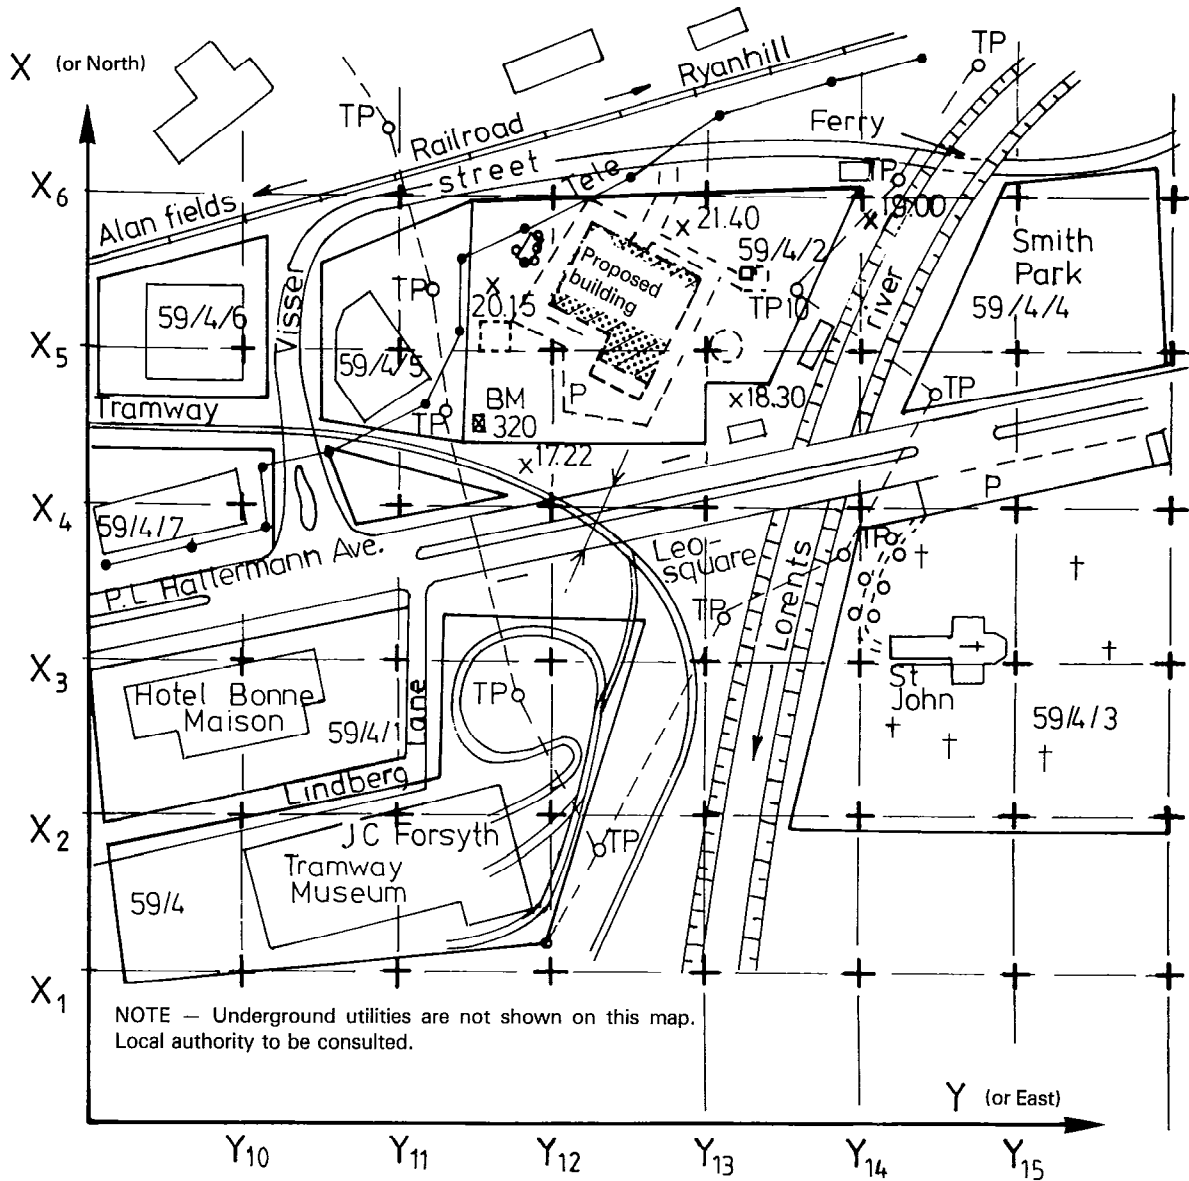 X (or North)
TP
Ryanhill
TP
Railroad
Ferry
street
Tele
TP
X6
Alan fields
x 21.40
x 19.00
59/4/2
Smith
Park
Visser
Proposed
building
TP
x
20.15
TP10
river
59/4/4
59/4/6
X5
59/4/5
TP
Tramway
BM
320
P
x18.30
TP
x17.22
P
X4
59/4/7
P.L Haltermann Ave.
Leo-
square
TP
Lorents
TP
X3
Hotel Bonne
Maison
TP
St
John
59/4/1
Lane
59/4/3
Lindberg
X2
J C Forsyth
TP
Tramway
Museum
59/4
X1
NOTE — Underground utilities are not shown on this map.
Local authority to be consulted.
Y (or East)
Y10 Y11 Y12 Y13 Y14 Y15